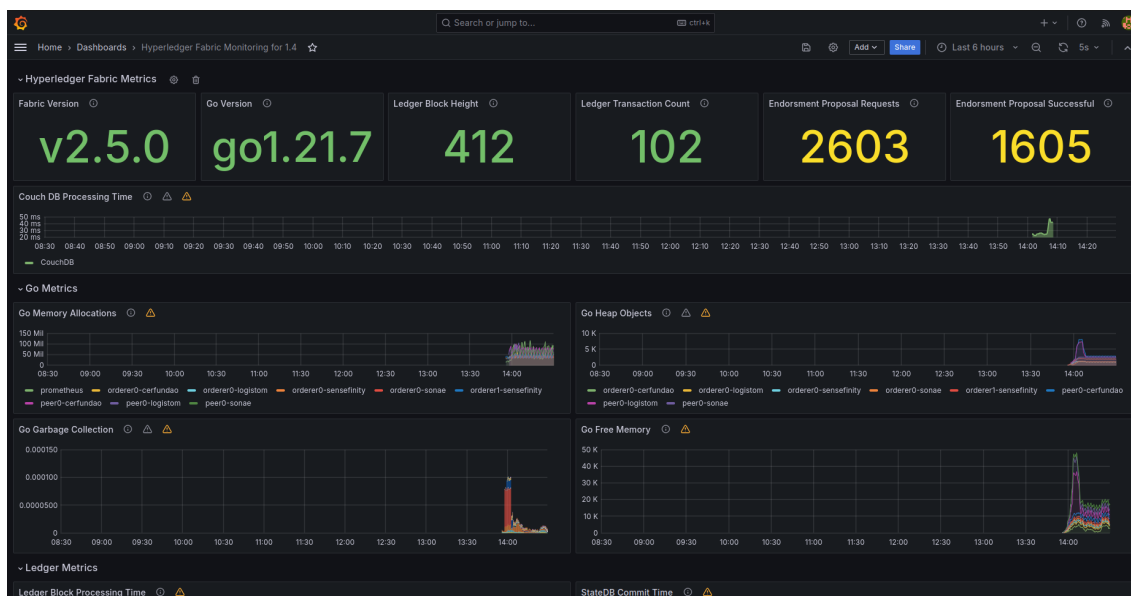 Search or jump to... ctrl+k
Home › Dashboards › Hyperledger Fabric Monitoring for 1.4 Add Share Last 6 hours 5s
Hyperledger Fabric Metrics
Fabric Version
v2.5.0
Go Version
go1.21.7
Ledger Block Height
412
Ledger Transaction Count
102
Endorsment Proposal Requests
2603
Endorsment Proposal Successful
1605
Couch DB Processing Time
50 ms
40 ms
30 ms
20 ms
08:30 08:40 08:50 09:00 09:10 09:20 09:30 09:40 09:50 10:00 10:10 10:20 10:30 10:40 10:50 11:00 11:10 11:20 11:30 11:40 11:50 12:00 12:10 12:20 12:30 12:40 12:50 13:00 13:10 13:20 13:30 13:40 13:50 14:00 14:10 14:20
CouchDB
Go Metrics
Go Memory Allocations
150 Mil
100 Mil
50 Mil
0
08:30 09:00 09:30 10:00 10:30 11:00 11:30 12:00 12:30 13:00 13:30 14:00
prometheus orderer0-cerfundao orderer0-logistom orderer0-sensefinity orderer0-sonae orderer1-sensefinity
peer0-cerfundao peer0-logistom peer0-sonae
Go Heap Objects
10 K
5 K
0
08:30 09:00 09:30 10:00 10:30 11:00 11:30 12:00 12:30 13:00 13:30 14:00
orderer0-cerfundao orderer0-logistom orderer0-sensefinity orderer0-sonae orderer1-sensefinity peer0-cerfundao
peer0-logistom peer0-sonae
Go Garbage Collection
0.000150
0.000100
0.0000500
0
08:30 09:00 09:30 10:00 10:30 11:00 11:30 12:00 12:30 13:00 13:30 14:00
Go Free Memory
50 K
40 K
30 K
20 K
10 K
0
08:30 09:00 09:30 10:00 10:30 11:00 11:30 12:00 12:30 13:00 13:30 14:00
Ledger Metrics
Ledger Block Processing Time
StateDB Commit Time